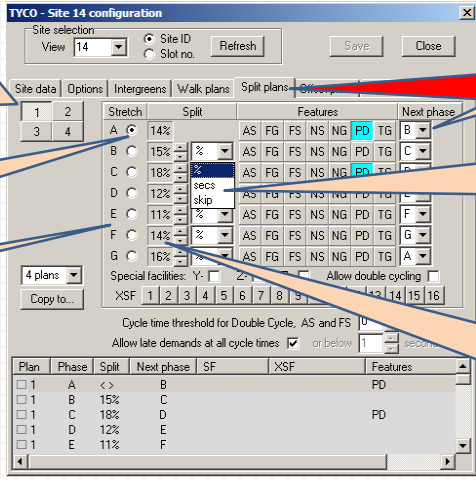 TYCO - Site 14 configuration
Site selection
View 14 Site ID Slot no. Refresh Save Close
Site data Options Intergreens Walk plans Split plans
1 2
3 4
Stretch Split Features Next phase
A 14% AS FG FS NS NG PD TG B
B 15% % AS FG FS NS NG PD TG C
C 18% % AS FG FS NS NG PD TG
secs
skip
D 12% AS FG FS NS NG PD TG
E 11% % AS FG FS NS NG PD TG F
F 14% % AS FG FS NS NG PD TG G
G 16% % AS FG FS NS NG PD TG A
4 plans
Copy to...
Special facilities: Y- Z- Allow double cycling
XSF 1 2 3 4 5 6 7 8 9 13 14 15 16
Cycle time threshold for Double Cycle, AS and FS 0
Allow late demands at all cycle times or below 1
Plan Phase Split Next phase SF XSF Features
1 A <> B PD
1 B 15% C
1 C 18% D PD
1 D 12% E
1 E 11% F